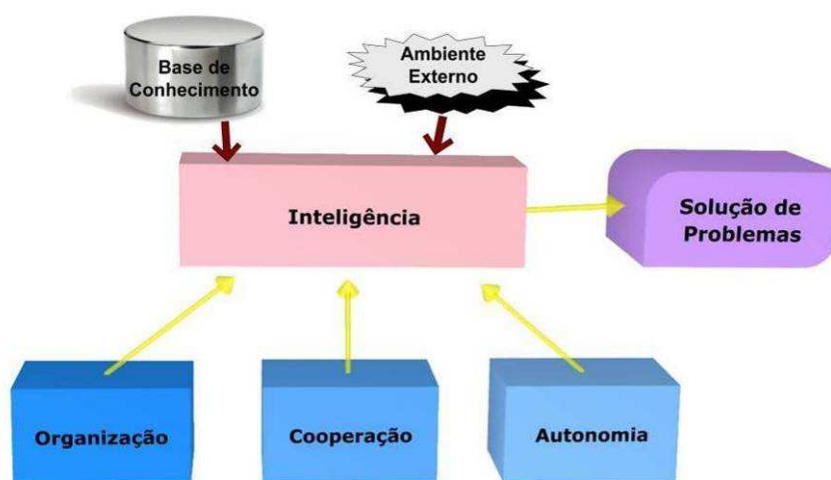 Base de
Conhecimento
Ambiente
Externo
Inteligência
Solução de
Problemas
Organização
Cooperação
Autonomia